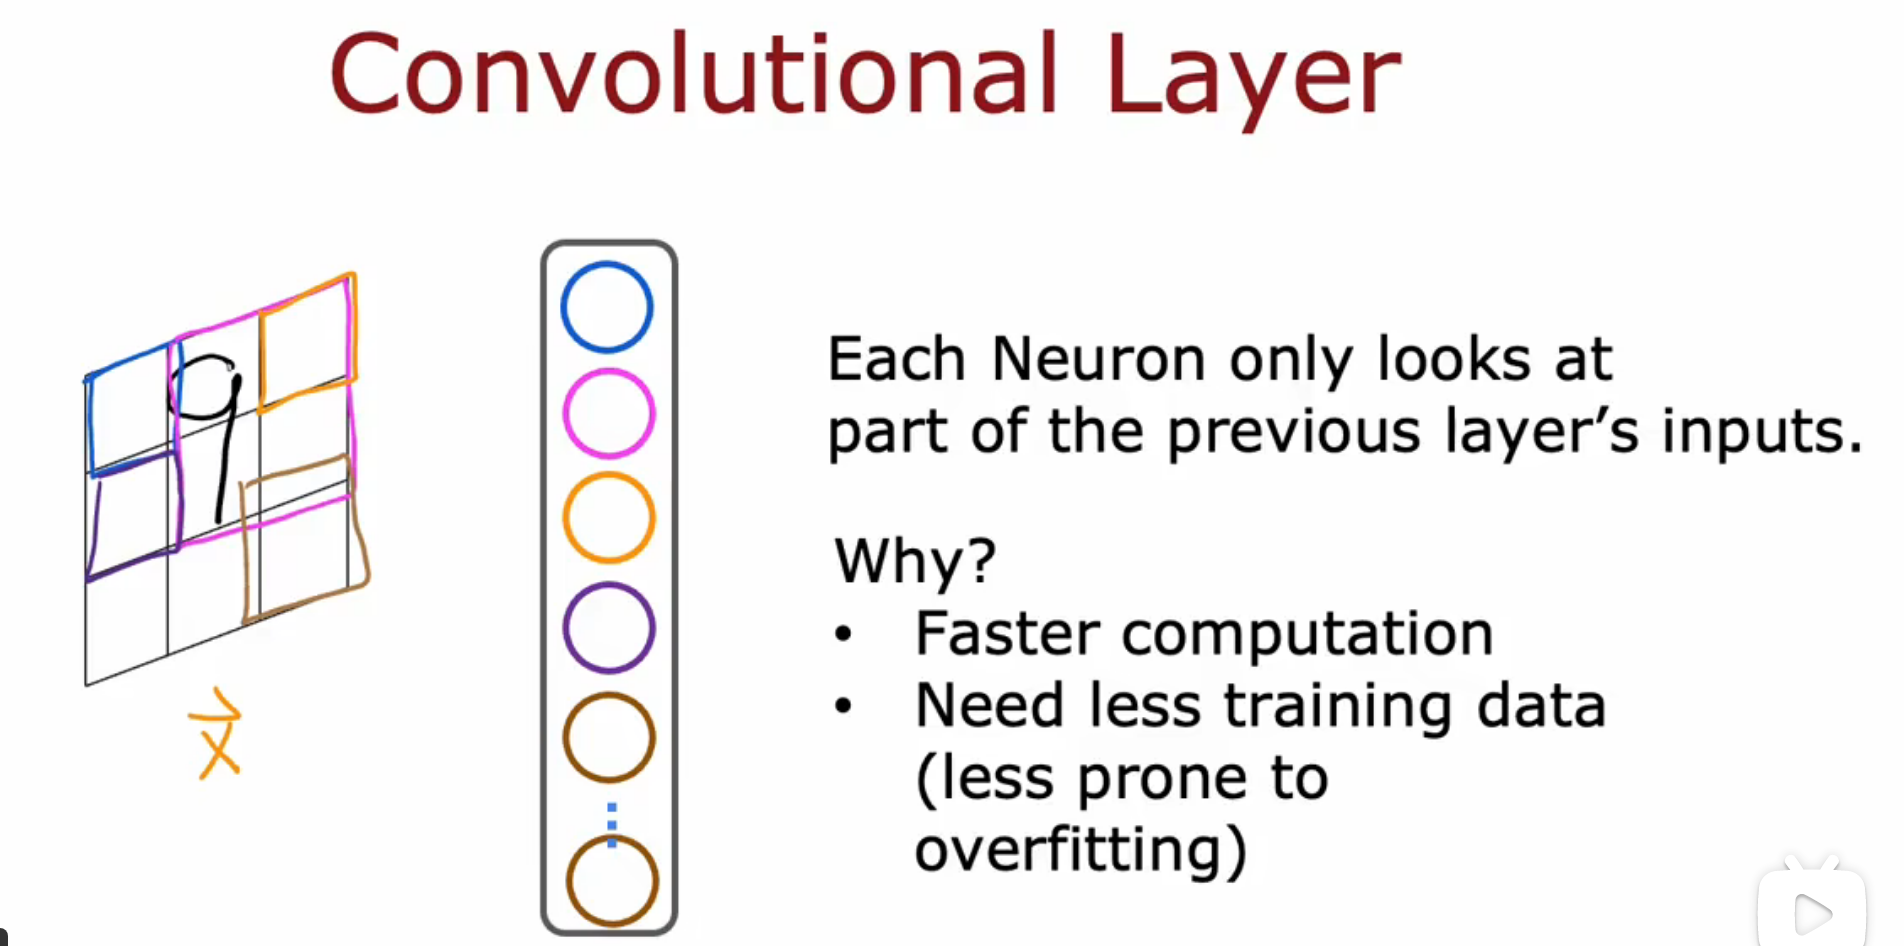 Convolutional Layer
9
x⃗
Each Neuron only looks at
part of the previous layer’s inputs.
Why?
• Faster computation
• Need less training data
(less prone to
overfitting)